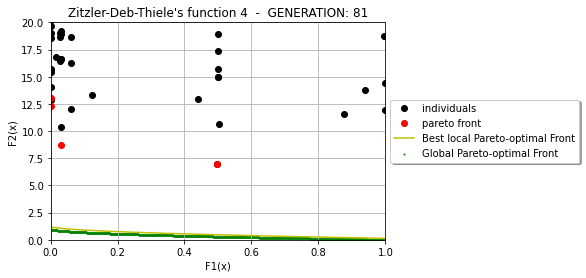 Zitzler-Deb-Thiele's function 4 - GENERATION: 81
20.0
17.5
15.0
12.5
10.0
7.5
5.0
2.5
0.0
F2(x)
0.0 0.2 0.4 0.6 0.8 1.0
F1(x)
individuals
pareto front
Best local Pareto-optimal Front
Global Pareto-optimal Front